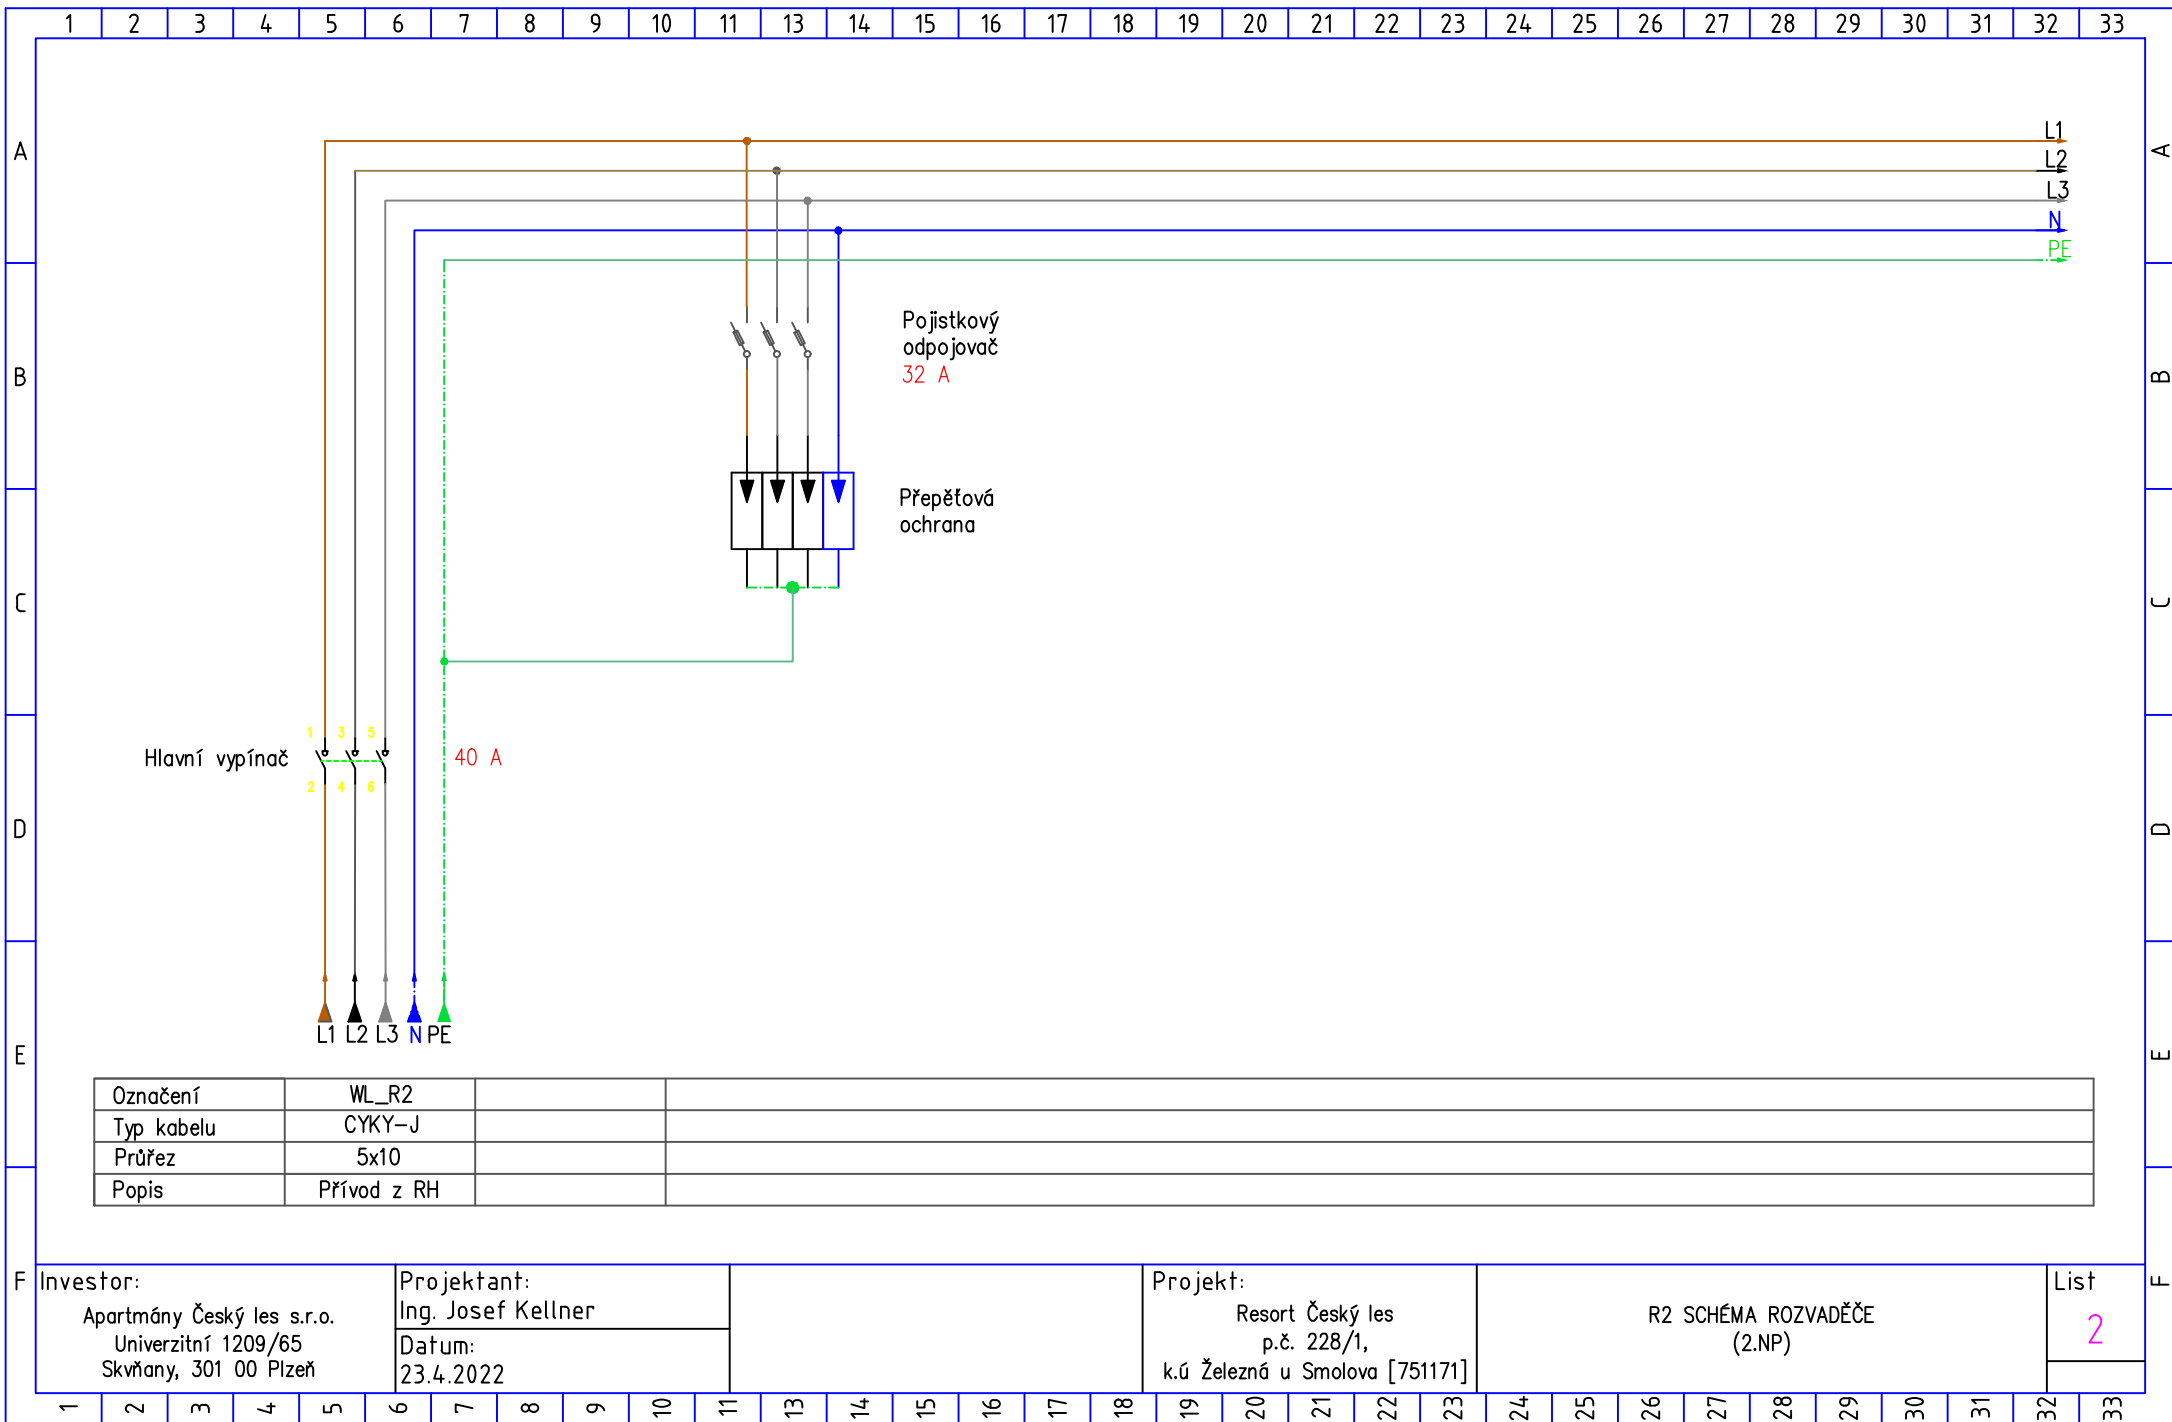 1 2 3 4 5 6 7 8 9 10 11 13 14 15 16 17 18 19 20 21 22 23 24 25 26 27 28 29 30 31 32 33
A A
L1
L2
L3
N
PE
Pojistkový
odpojovač
32 A
B B
Přepěťová
ochrana
C C
1 3 5
Hlavní vypínač
40 A
2 4 6
D D
L1 L2 L3 N PE
E E
Označení WL_R2
Typ kabelu CYKY-J
Průřez 5x10
Popis Přívod z RH
F F
Investor:
Apartmány Český les s.r.o.
Univerzitní 1209/65
Skvňany, 301 00 Plzeň
Projektant:
Ing. Josef Kellner
Datum:
23.4.2022
Projekt:
Resort Český les
p.č. 228/1,
k.ú Železná u Smolova [751171]
R2 SCHÉMA ROZVADĚČE
(2.NP)
List
2
1 2 3 4 5 6 7 8 9 10 11 13 14 15 16 17 18 19 20 21 22 23 24 25 26 27 28 29 30 31 32 33